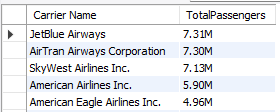 Carrier Name TotalPassengers
JetBlue Airways 7.31M
AirTran Airways Corporation 7.30M
SkyWest Airlines Inc. 7.13M
American Airlines Inc. 5.90M
American Eagle Airlines Inc. 4.96M